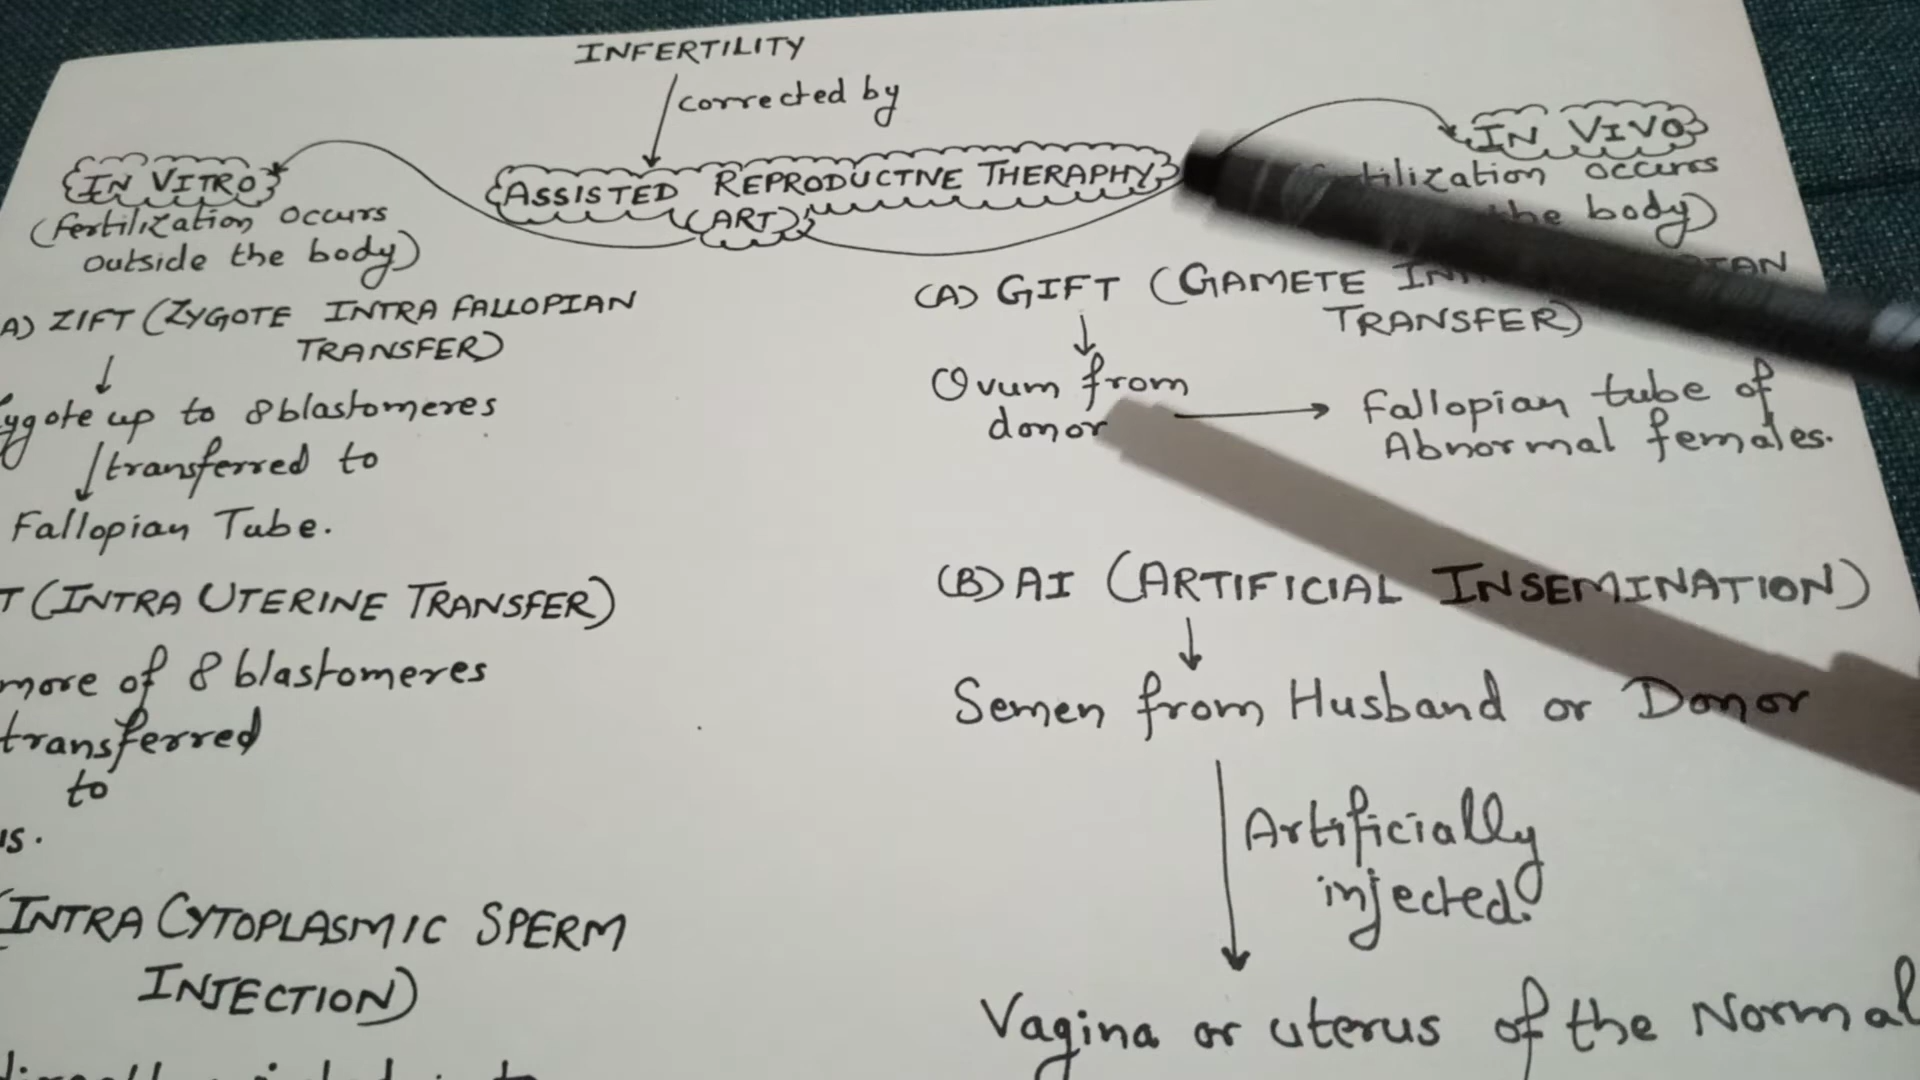 INFERTILITY
corrected by
ASSISTED REPRODUCTIVE THERAPHY
(ART)
IN VITRO
(fertilization occurs
outside the body)
A) ZIFT (ZYGOTE INTRA FALLOPIAN
TRANSFER)
up to 8 blastomeres
transferred to
Fallopian Tube.
T (INTRA UTERINE TRANSFER)
more of 8 blastomeres
transferred
to
(INTRA CYTOPLASMIC SPERM
INJECTION)
IN VIVO
occurs
the body)
(A) GIFT (GAMETE
TRANSFER)
Ovum from
donor
Fallopian tube of
Abnormal females.
(B) AI (ARTIFICIAL INSEMINATION)
Semen from Husband or Donor
Artificially
injected.
Vagina or uterus of the Normal